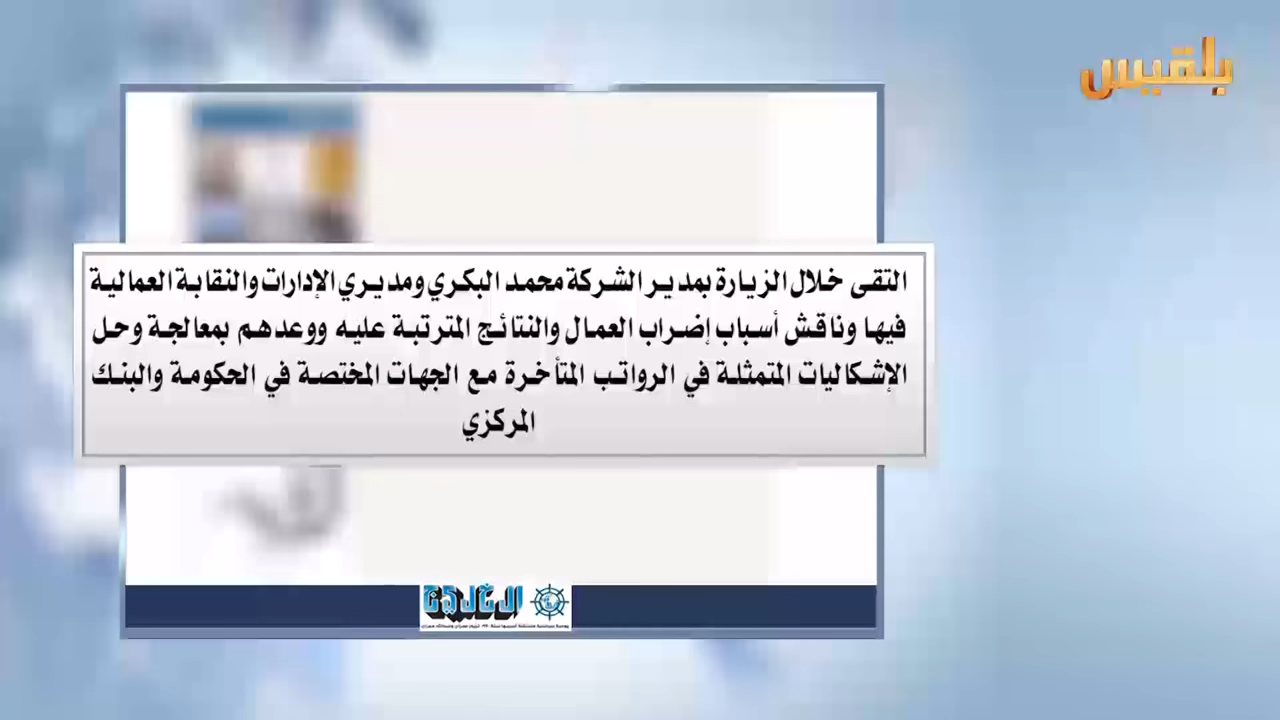 بلقيس
التقى خلال الزيارة بمدير الشركة محمد البكري ومديري الإدارات والنقابة العمالية
فيها وناقش أسباب إضراب العمال والنتائج المترتبة عليه ووعدهم بمعالجة وحل
الإشكاليات المتمثلة في الرواتب المتأخرة مع الجهات المختصة في الحكومة والبنك
المركزي
الخليج